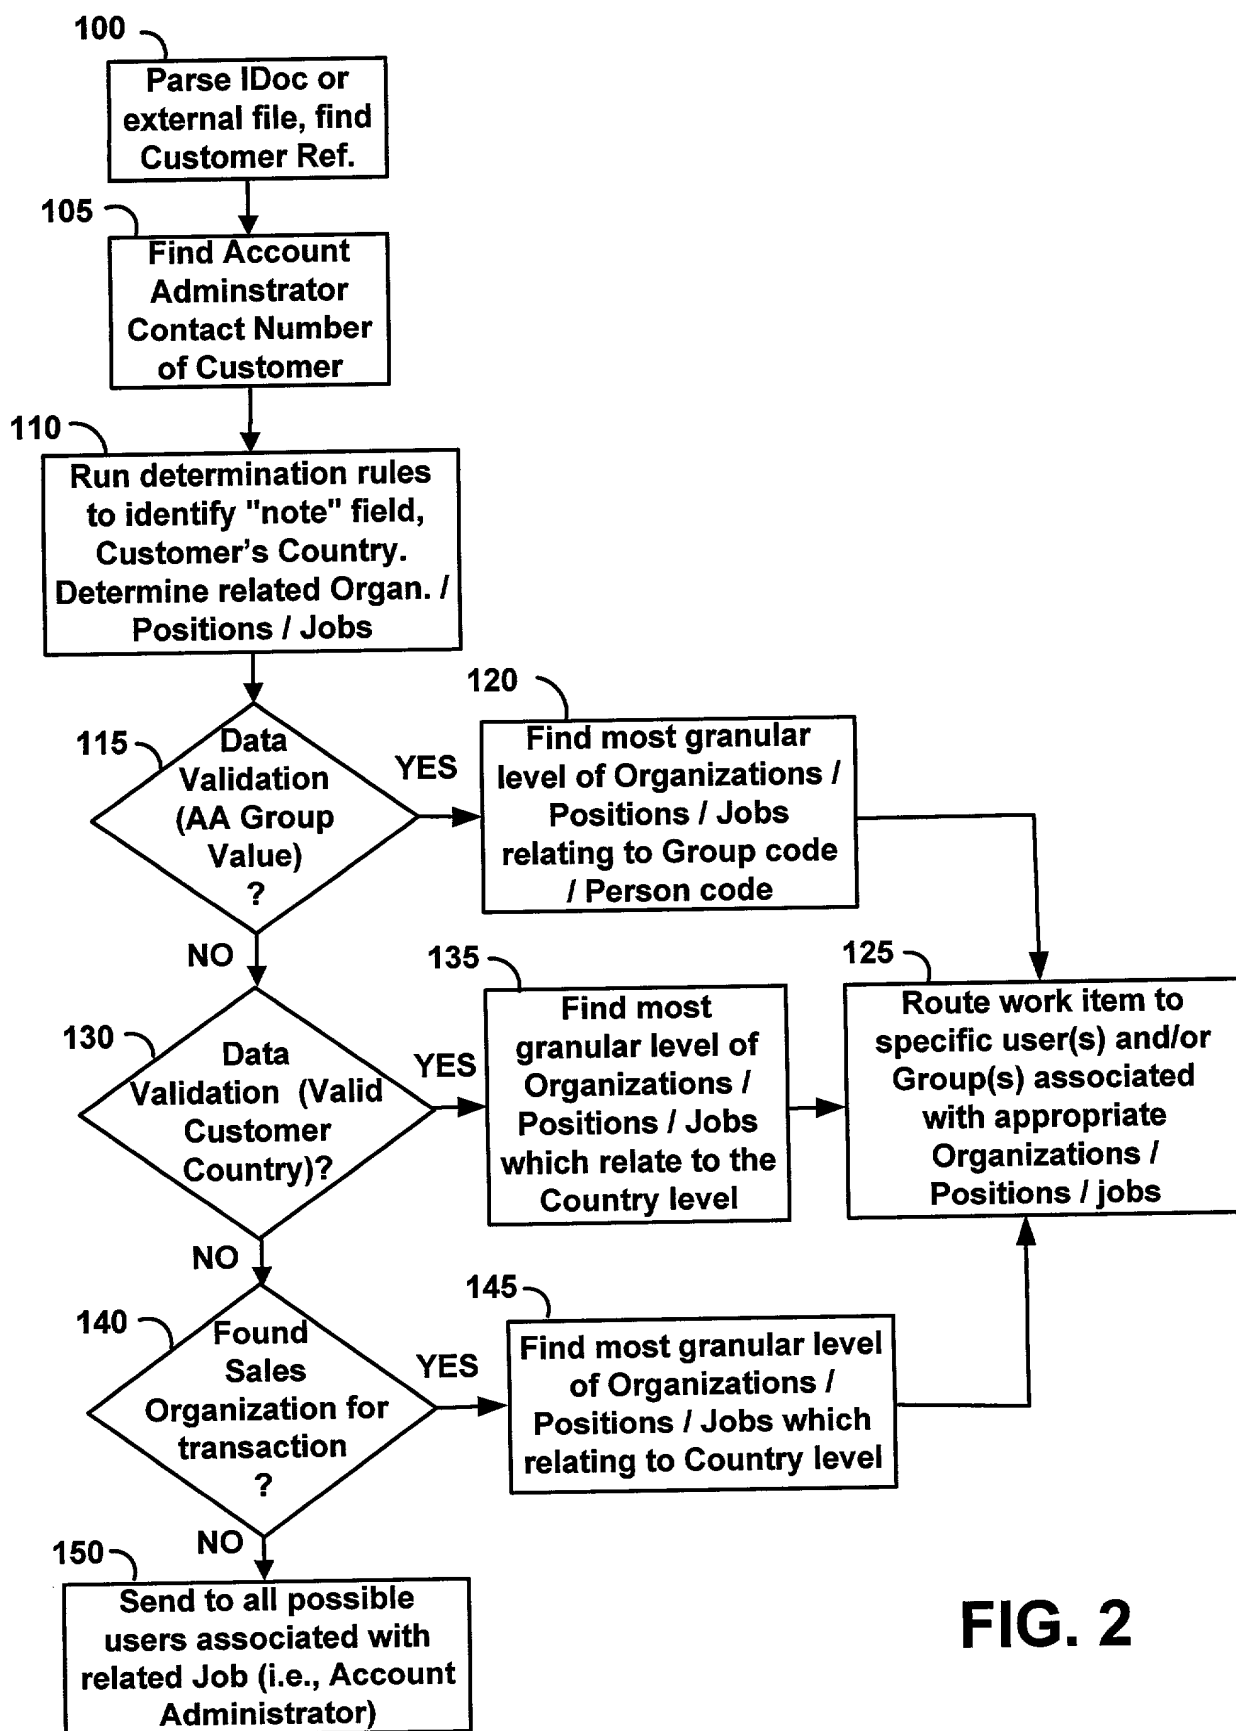 100
Parse IDoc or
external file, find
Customer Ref.
105
Find Account
Adminstrator
Contact Number
of Customer
110
Run determination rules
to identify "note" field,
Customer's Country.
Determine related Organ. /
Positions / Jobs
115
Data
Validation
(AA Group
Value)
?
YES
120
Find most granular
level of Organizations /
Positions / Jobs
relating to Group code
/ Person code
NO
125
Route work item to
specific user(s) and/or
Group(s) associated
with appropriate
Organizations /
Positions / jobs
130
Data
Validation (Valid
Customer
Country)?
YES
135
Find most
granular level of
Organizations /
Positions / Jobs
which relate to the
Country level
NO
140
Found
Sales
Organization for
transaction
?
YES
145
Find most granular level
of Organizations /
Positions / Jobs which
relating to Country level
NO
150
Send to all possible
users associated with
related Job (i.e., Account
Administrator)
FIG. 2